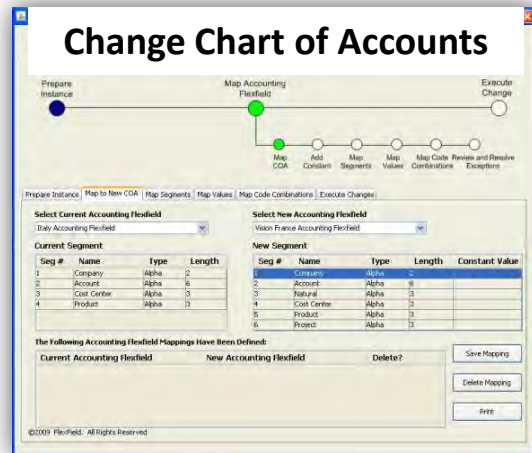 Change Chart of Accounts
Prepare Instance
Map Accounting Flexfield
Execute Change
Map COA
Add Constant
Map Segments
Map Values
Map Code Combinations
Review and Resolve Exceptions
Prepare Instance Map to New COA Map Segments Map Values Map Code Combinations Execute Changes
Select Current Accounting Flexfield
Select New Accounting Flexfield
Italy Accounting Flexfield
Vision France Accounting Flexfield
Current Segment
New Segment
Seg # Name Type Length
1 Company Alpha 2
2 Account Alpha 6
3 Cost Center Alpha 3
4 Product Alpha 3
Seg # Name Type Length Constant Value
1 Company Alpha 2
2 Account Alpha 6
3 Natural Alpha 3
4 Cost Center Alpha 3
5 Product Alpha 3
6 Project Alpha 3
The Following Accounting Flexfield Mappings Have Been Defined:
Current Accounting Flexfield New Accounting Flexfield Delete?
Save Mapping
Delete Mapping
Print
©2009 FlexField. All Rights Reserved